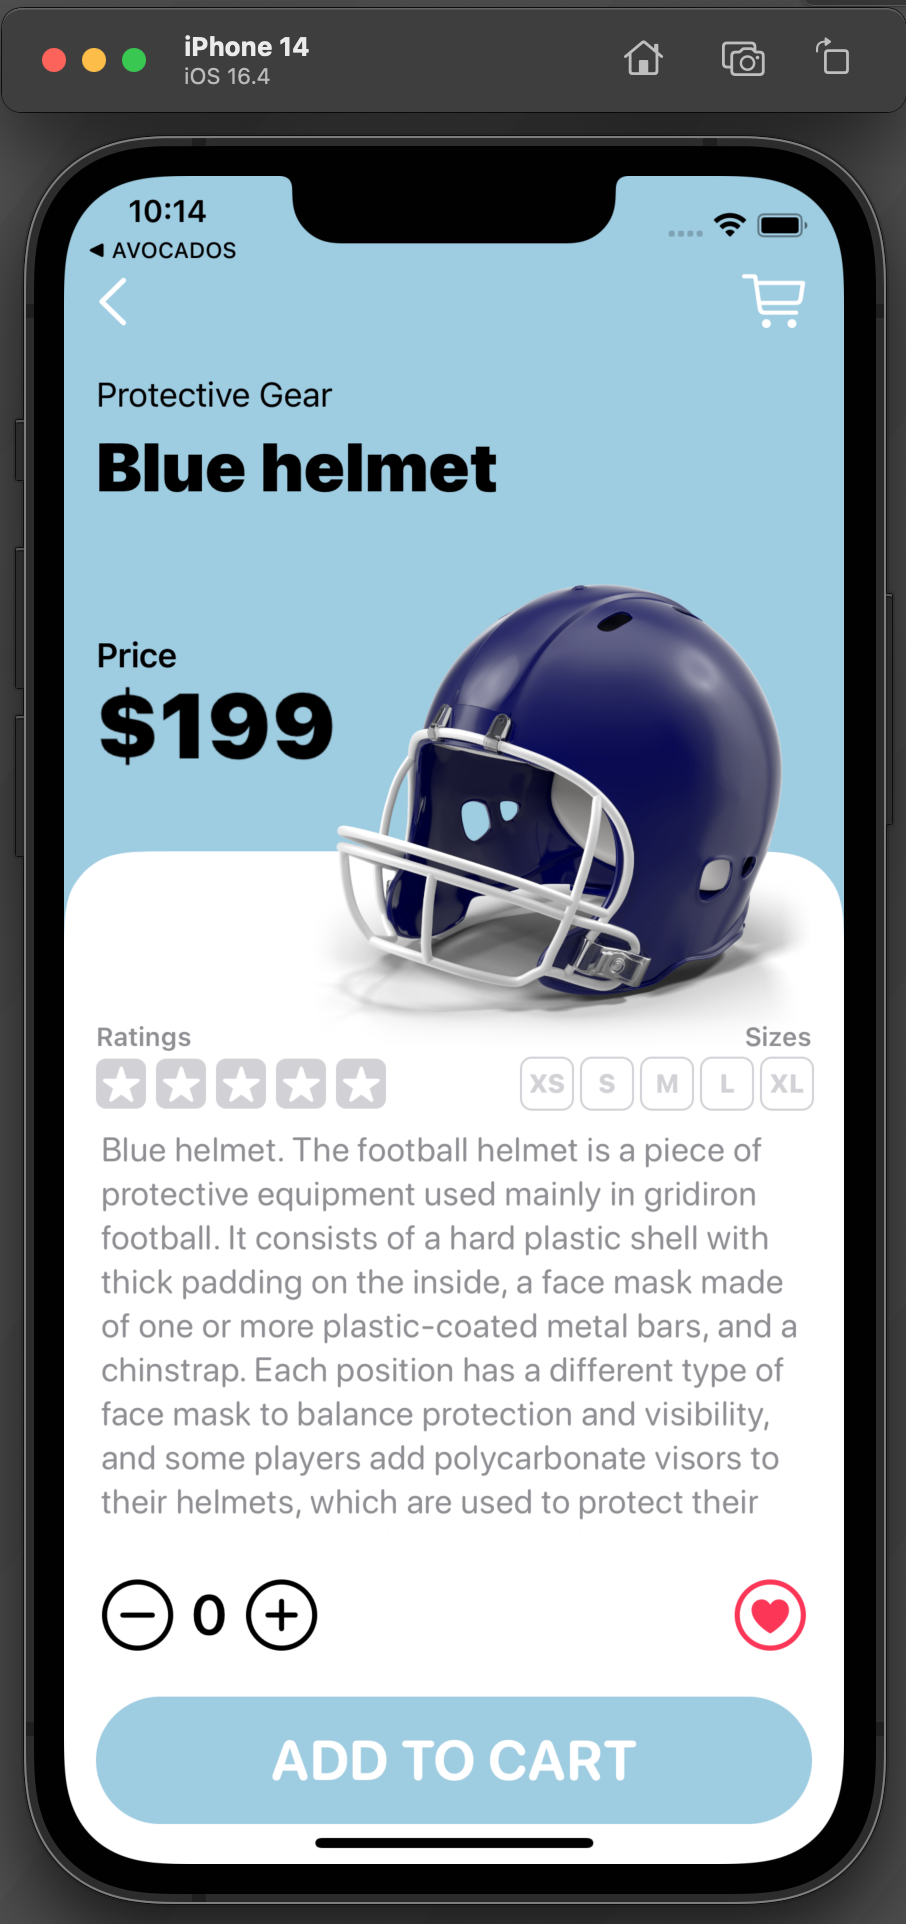 iPhone 14
iOS 16.4
10:14
◀ AVOCADOS
Protective Gear
Blue helmet
Price
$199
Ratings
Sizes
XS S M L XL
Blue helmet. The football helmet is a piece of
protective equipment used mainly in gridiron
football. It consists of a hard plastic shell with
thick padding on the inside, a face mask made
of one or more plastic-coated metal bars, and a
chinstrap. Each position has a different type of
face mask to balance protection and visibility,
and some players add polycarbonate visors to
their helmets, which are used to protect their
0
ADD TO CART